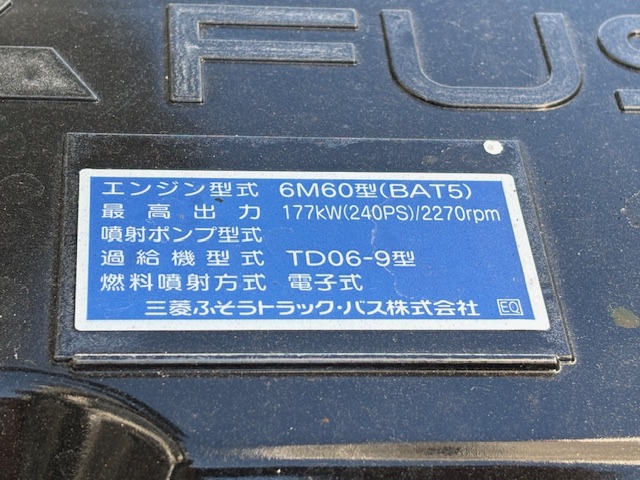 FUS
エンジン型式 6M60型(BAT5)
最高出力 177kW(240PS)/2270rpm
噴射ポンプ型式
過給機型式 TD06-9型
燃料噴射方式 電子式
三菱ふそうトラック・バス株式会社 EQ